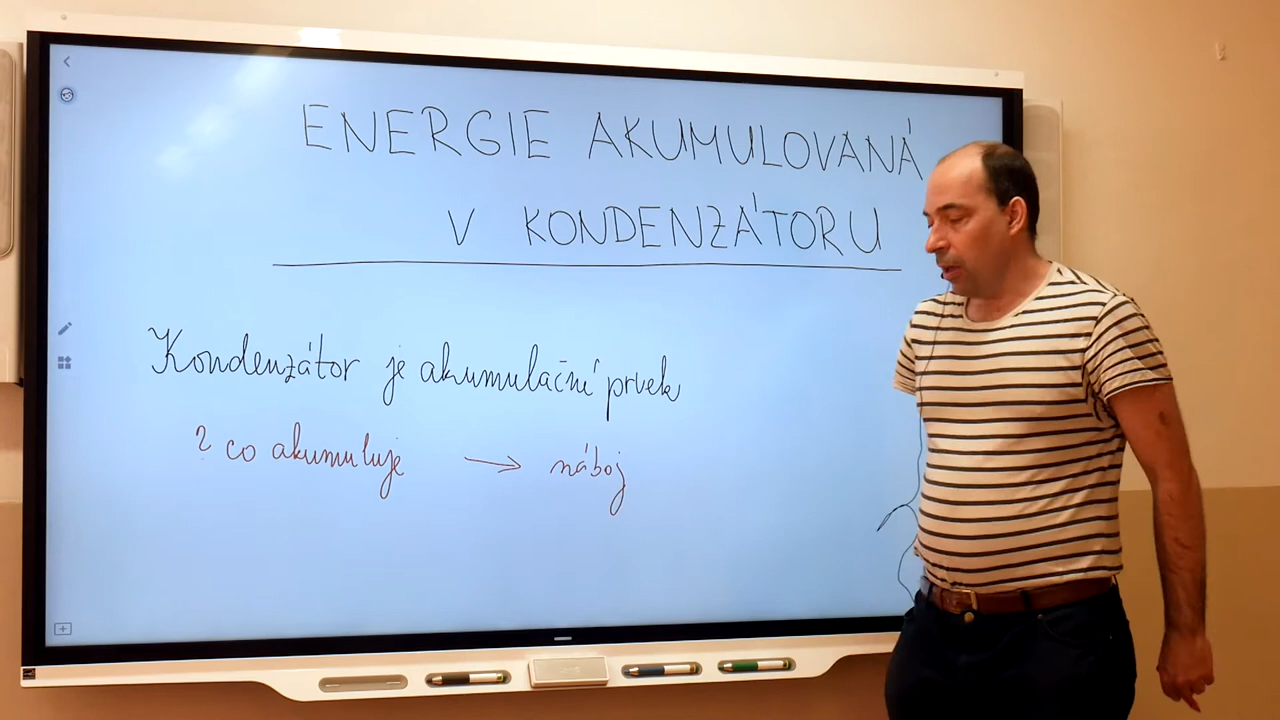 ENERGIE AKUMULOVANÁ
V KONDENZÁTORU
Kondenzátor je akumulační prvek
? co akumuluje → náboj